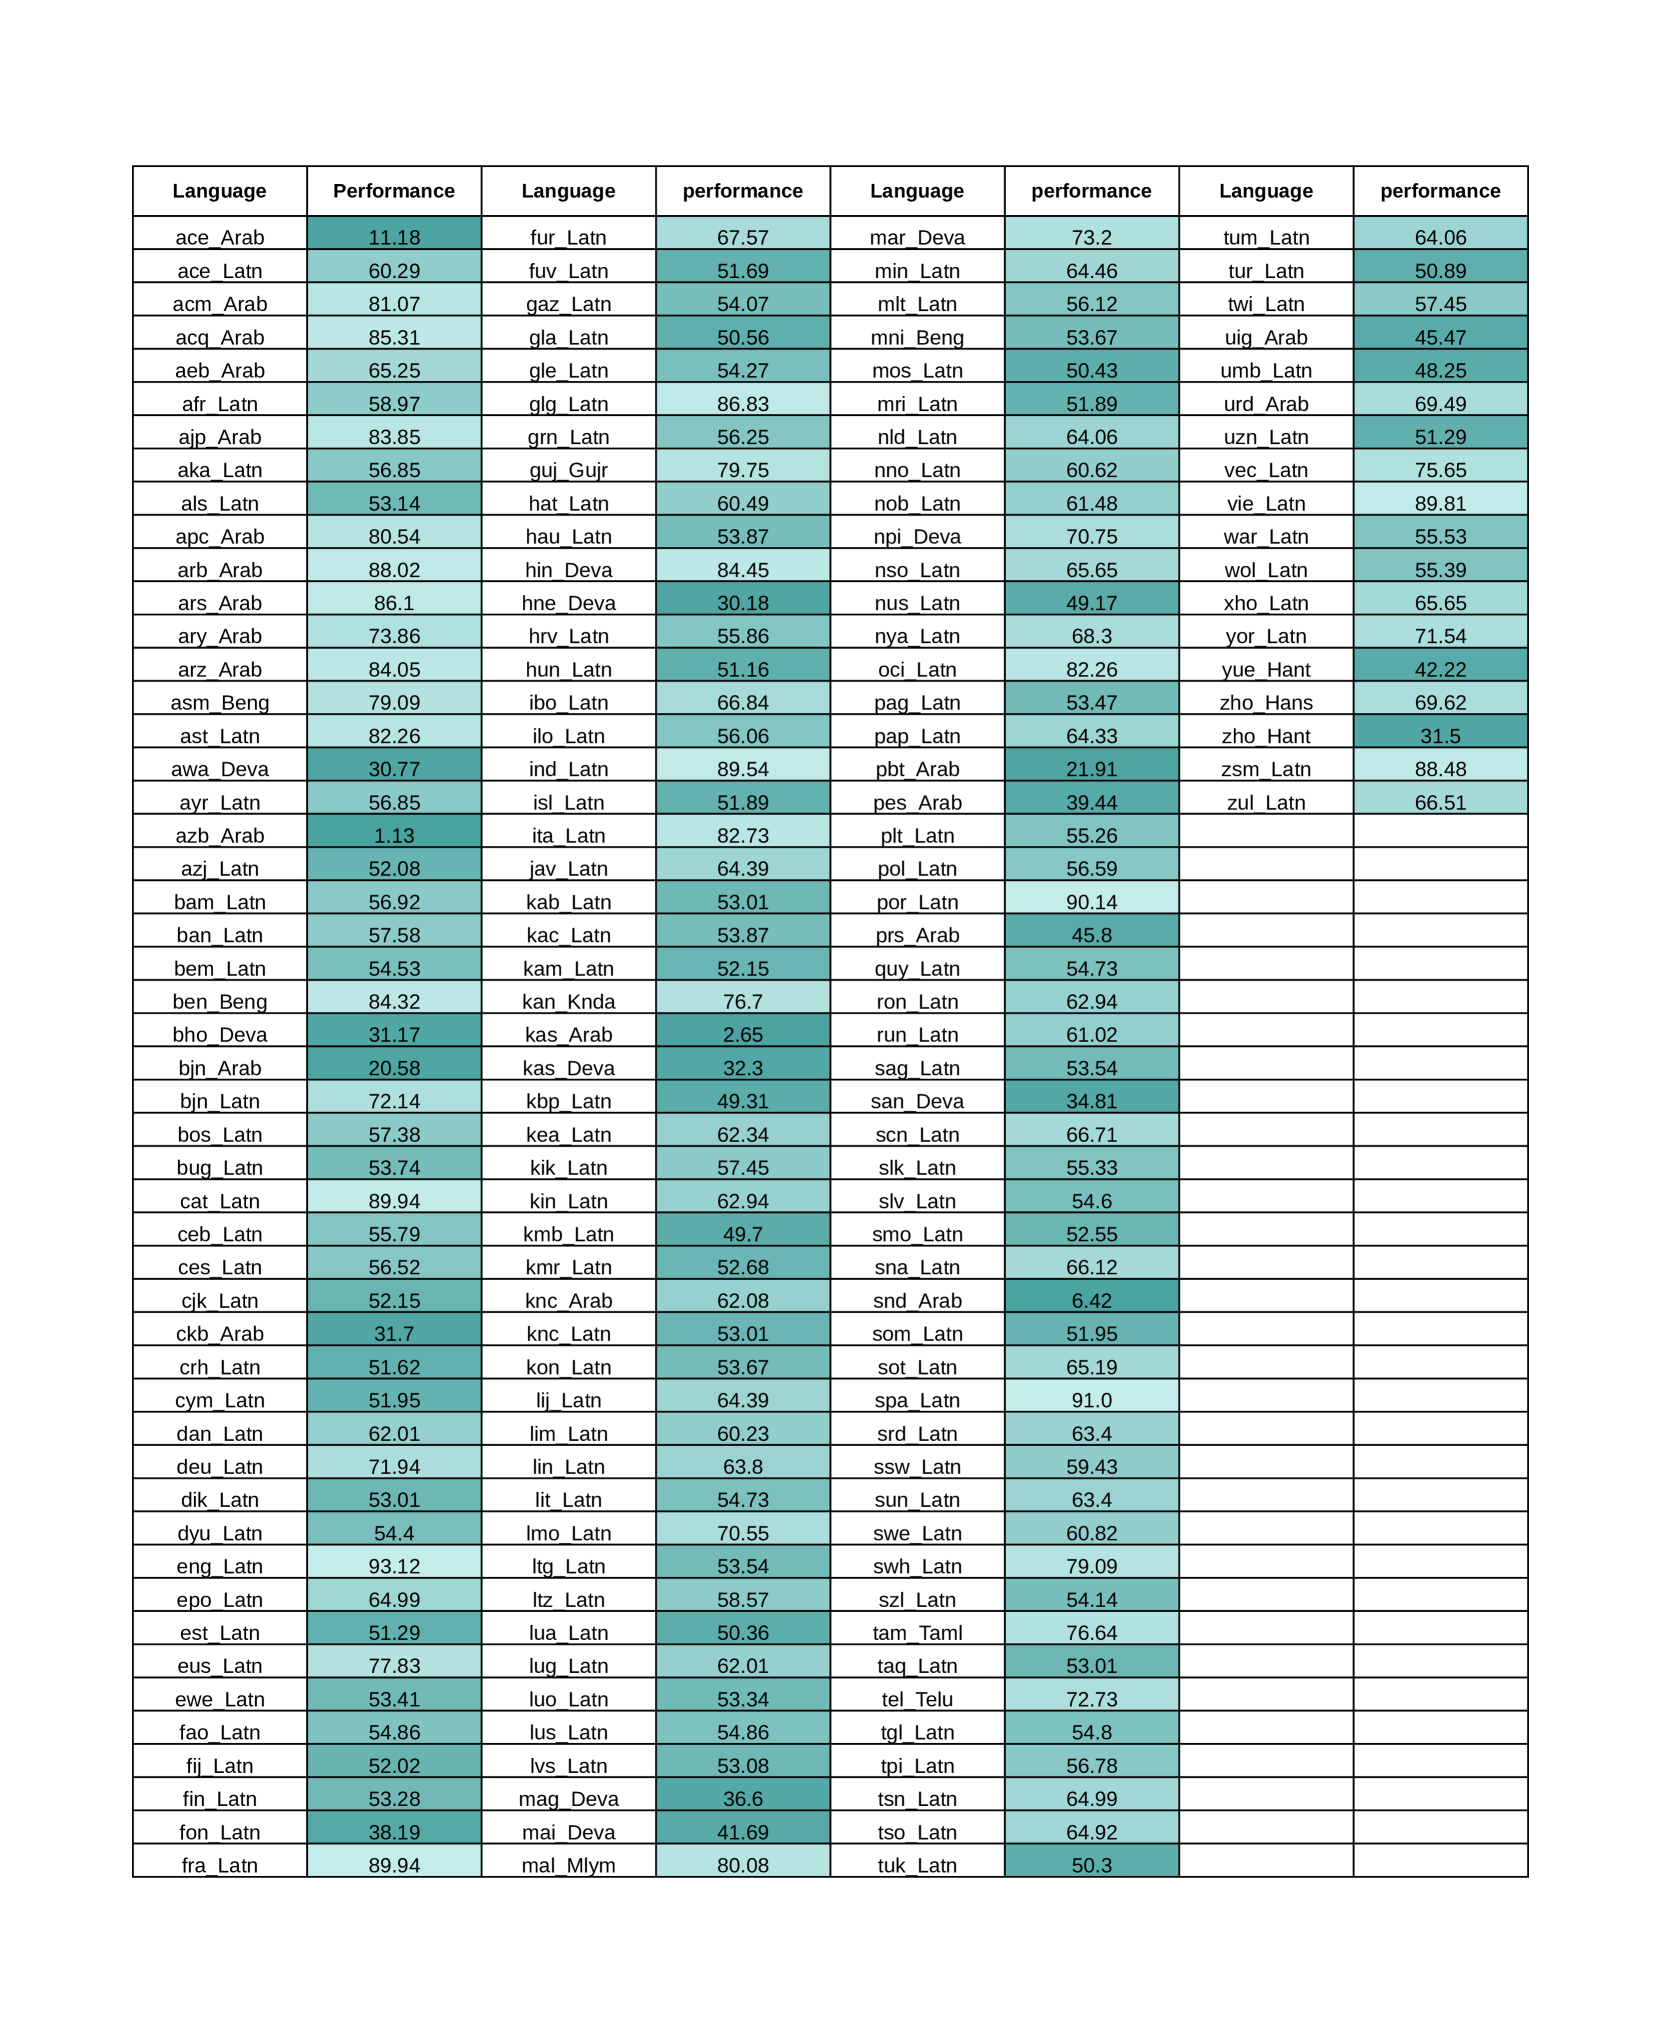 Language Performance Language performance Language performance Language performance
ace_Arab 11.18 fur_Latn 67.57 mar_Deva 73.2 tum_Latn 64.06
ace_Latn 60.29 fuv_Latn 51.69 min_Latn 64.46 tur_Latn 50.89
acm_Arab 81.07 gaz_Latn 54.07 mlt_Latn 56.12 twi_Latn 57.45
acq_Arab 85.31 gla_Latn 50.56 mni_Beng 53.67 uig_Arab 45.47
aeb_Arab 65.25 gle_Latn 54.27 mos_Latn 50.43 umb_Latn 48.25
afr_Latn 58.97 glg_Latn 86.83 mri_Latn 51.89 urd_Arab 69.49
ajp_Arab 83.85 grn_Latn 56.25 nld_Latn 64.06 uzn_Latn 51.29
aka_Latn 56.85 guj_Gujr 79.75 nno_Latn 60.62 vec_Latn 75.65
als_Latn 53.14 hat_Latn 60.49 nob_Latn 61.48 vie_Latn 89.81
apc_Arab 80.54 hau_Latn 53.87 npi_Deva 70.75 war_Latn 55.53
arb_Arab 88.02 hin_Deva 84.45 nso_Latn 65.65 wol_Latn 55.39
ars_Arab 86.1 hne_Deva 30.18 nus_Latn 49.17 xho_Latn 65.65
ary_Arab 73.86 hrv_Latn 55.86 nya_Latn 68.3 yor_Latn 71.54
arz_Arab 84.05 hun_Latn 51.16 oci_Latn 82.26 yue_Hant 42.22
asm_Beng 79.09 ibo_Latn 66.84 pag_Latn 53.47 zho_Hans 69.62
ast_Latn 82.26 ilo_Latn 56.06 pap_Latn 64.33 zho_Hant 31.5
awa_Deva 30.77 ind_Latn 89.54 pbt_Arab 21.91 zsm_Latn 88.48
ayr_Latn 56.85 isl_Latn 51.89 pes_Arab 39.44 zul_Latn 66.51
azb_Arab 1.13 ita_Latn 82.73 plt_Latn 55.26
azj_Latn 52.08 jav_Latn 64.39 pol_Latn 56.59
bam_Latn 56.92 kab_Latn 53.01 por_Latn 90.14
ban_Latn 57.58 kac_Latn 53.87 prs_Arab 45.8
bem_Latn 54.53 kam_Latn 52.15 quy_Latn 54.73
ben_Beng 84.32 kan_Knda 76.7 ron_Latn 62.94
bho_Deva 31.17 kas_Arab 2.65 run_Latn 61.02
bjn_Arab 20.58 kas_Deva 32.3 sag_Latn 53.54
bjn_Latn 72.14 kbp_Latn 49.31 san_Deva 34.81
bos_Latn 57.38 kea_Latn 62.34 scn_Latn 66.71
bug_Latn 53.74 kik_Latn 57.45 slk_Latn 55.33
cat_Latn 89.94 kin_Latn 62.94 slv_Latn 54.6
ceb_Latn 55.79 kmb_Latn 49.7 smo_Latn 52.55
ces_Latn 56.52 kmr_Latn 52.68 sna_Latn 66.12
cjk_Latn 52.15 knc_Arab 62.08 snd_Arab 6.42
ckb_Arab 31.7 knc_Latn 53.01 som_Latn 51.95
crh_Latn 51.62 kon_Latn 53.67 sot_Latn 65.19
cym_Latn 51.95 lij_Latn 64.39 spa_Latn 91.0
dan_Latn 62.01 lim_Latn 60.23 srd_Latn 63.4
deu_Latn 71.94 lin_Latn 63.8 ssw_Latn 59.43
dik_Latn 53.01 lit_Latn 54.73 sun_Latn 63.4
dyu_Latn 54.4 lmo_Latn 70.55 swe_Latn 60.82
eng_Latn 93.12 ltg_Latn 53.54 swh_Latn 79.09
epo_Latn 64.99 ltz_Latn 58.57 szl_Latn 54.14
est_Latn 51.29 lua_Latn 50.36 tam_Taml 76.64
eus_Latn 77.83 lug_Latn 62.01 taq_Latn 53.01
ewe_Latn 53.41 luo_Latn 53.34 tel_Telu 72.73
fao_Latn 54.86 lus_Latn 54.86 tgl_Latn 54.8
fij_Latn 52.02 lvs_Latn 53.08 tpi_Latn 56.78
fin_Latn 53.28 mag_Deva 36.6 tsn_Latn 64.99
fon_Latn 38.19 mai_Deva 41.69 tso_Latn 64.92
fra_Latn 89.94 mal_Mlym 80.08 tuk_Latn 50.3